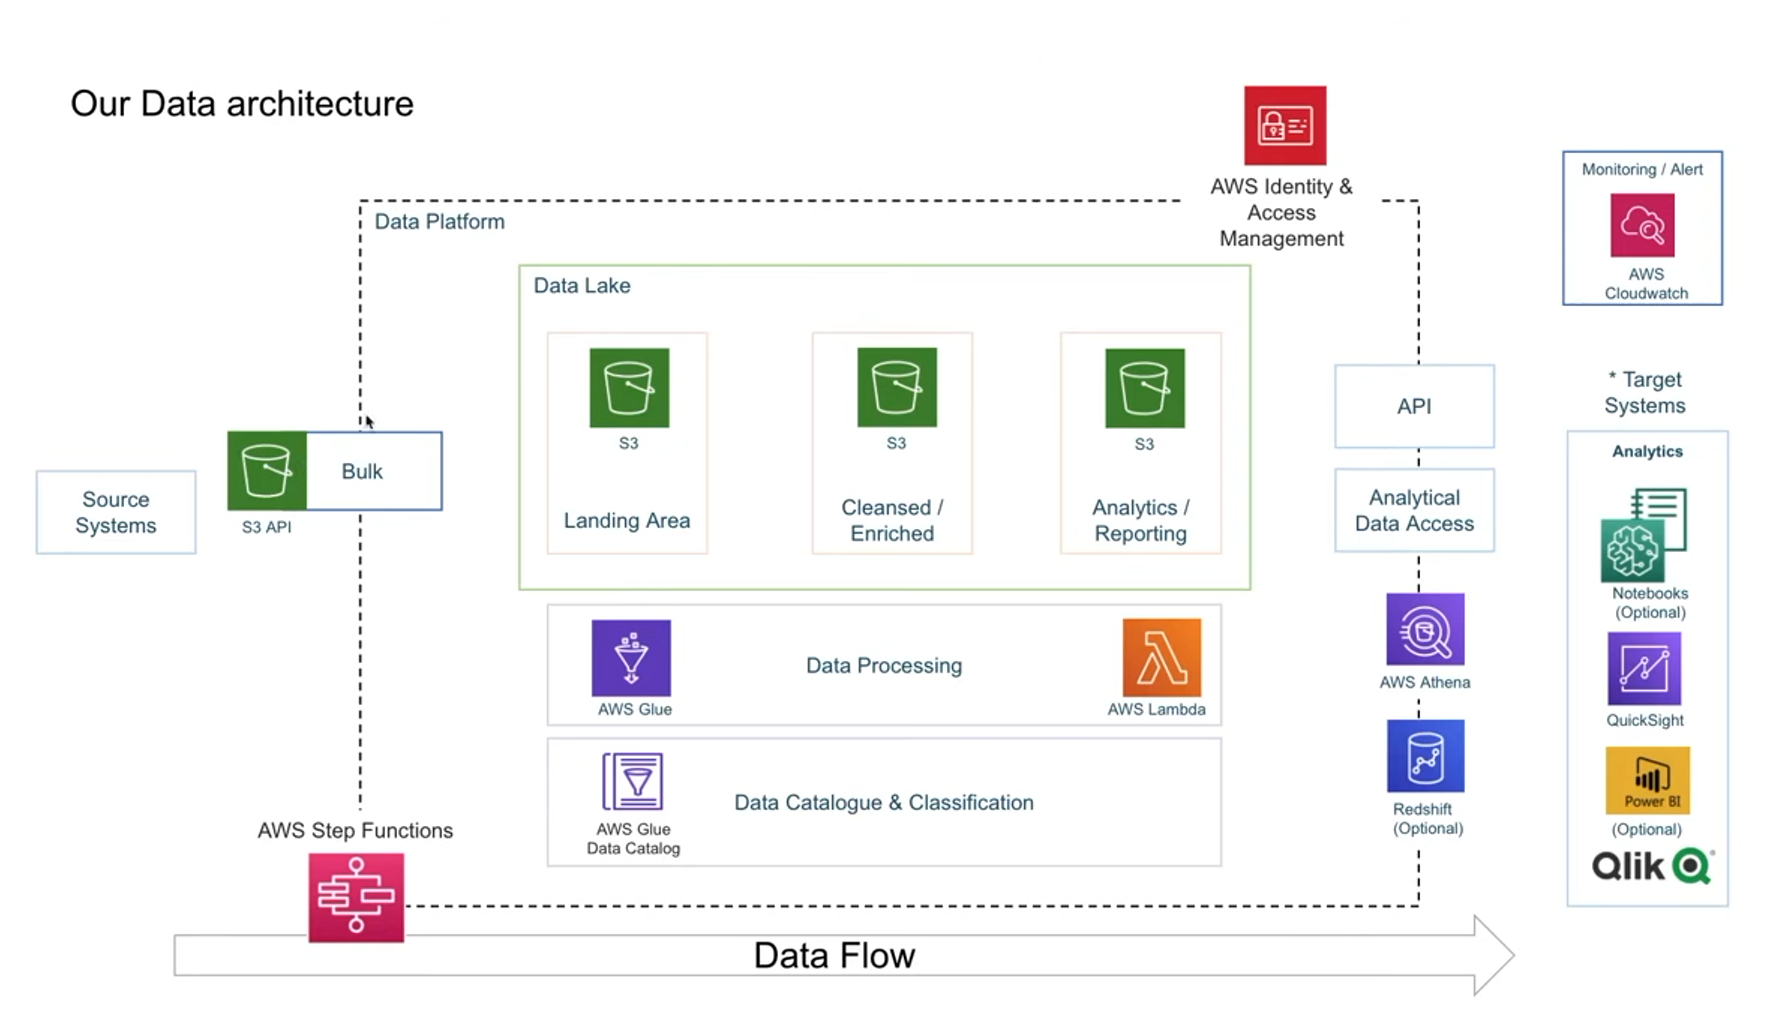 Our Data architecture
AWS Identity &
Access
Management
Monitoring / Alert
AWS
Cloudwatch
Data Platform
Data Lake
S3
Landing Area
S3
Cleansed /
Enriched
S3
Analytics /
Reporting
Source
Systems
S3 API
Bulk
API
Analytical
Data Access
AWS Athena
Redshift
(Optional)
* Target
Systems
Analytics
Notebooks
(Optional)
QuickSight
Power BI
(Optional)
Qlik
AWS Glue
Data Processing
AWS Lambda
AWS Glue
Data Catalog
Data Catalogue & Classification
AWS Step Functions
Data Flow